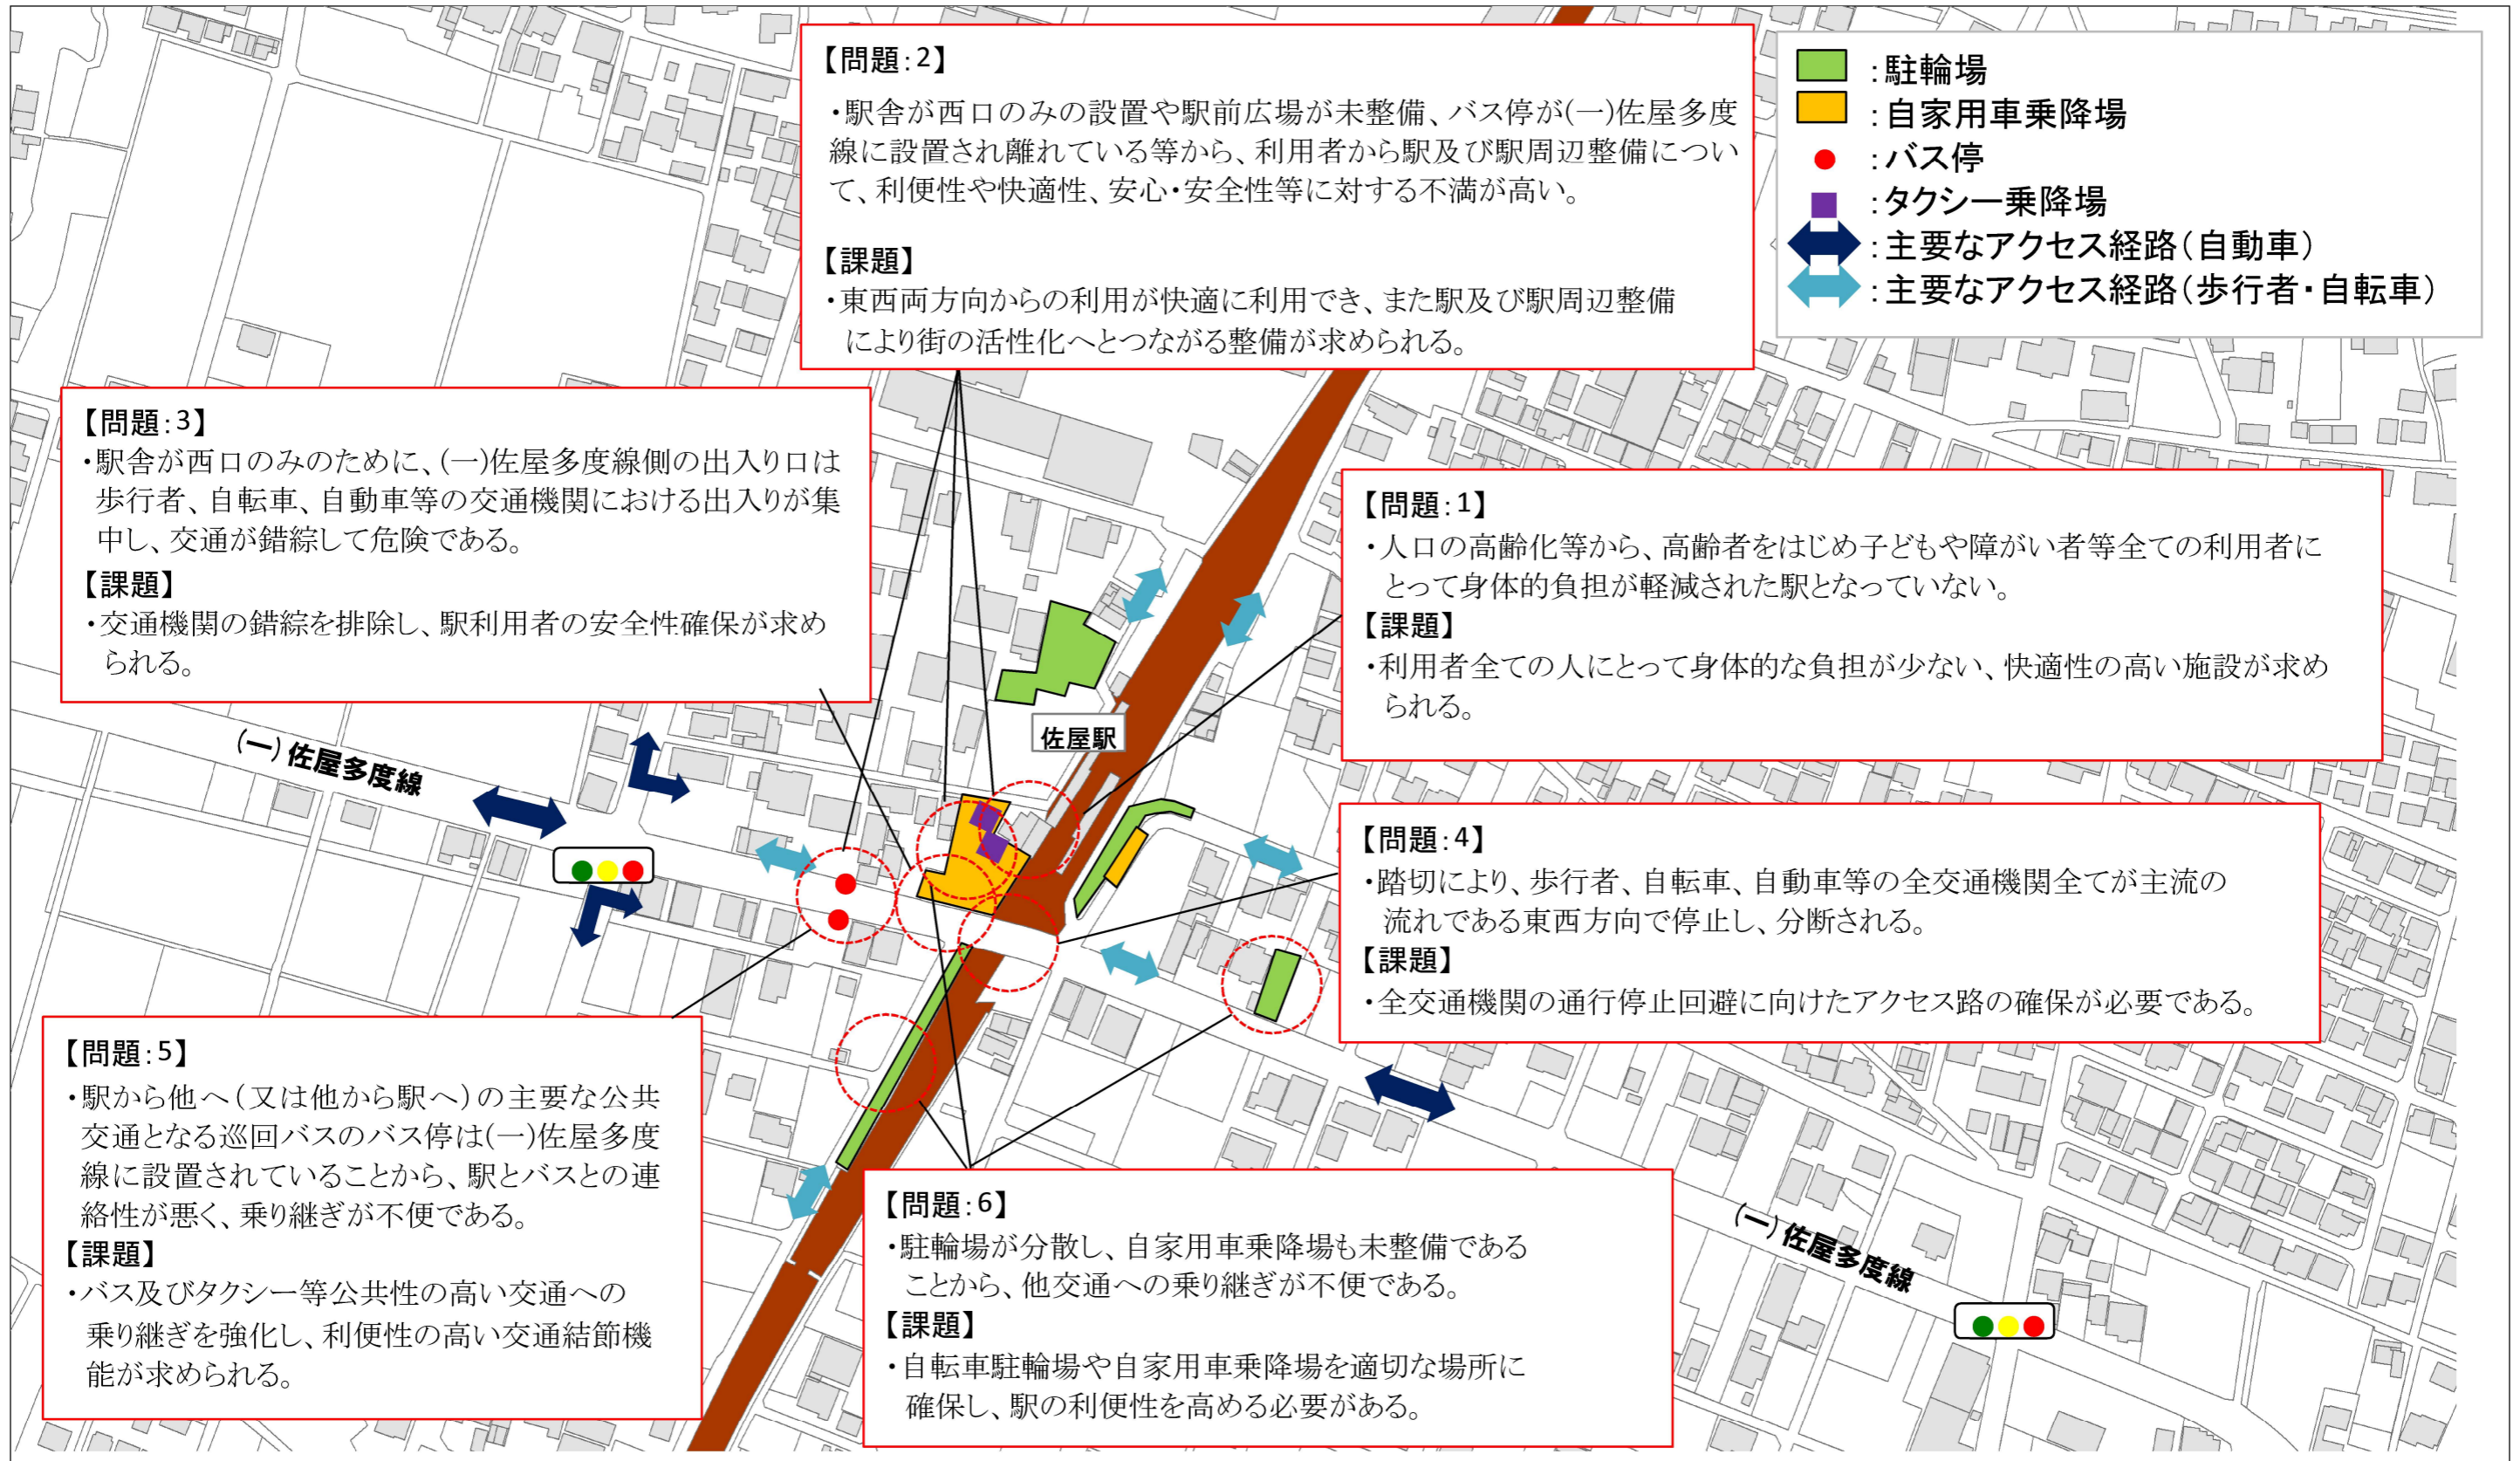 【問題:2】
・駅舎が西口のみの設置や駅前広場が未整備、バス停が(一)佐屋多度
線に設置され離れている等から、利用者から駅及び駅周辺整備につい
て、利便性や快適性、安心・安全性等に対する不満が高い。
【課題】
・東西両方向からの利用が快適に利用でき、また駅及び駅周辺整備
により街の活性化へとつながる整備が求められる。
:駐輪場
:自家用車乗降場
:バス停
:タクシー乗降場
:主要なアクセス経路(自動車)
:主要なアクセス経路(歩行者・自転車)
【問題:3】
・駅舎が西口のみのために、(一)佐屋多度線側の出入り口は
歩行者、自転車、自動車等の交通機関における出入りが集
中し、交通が錯綜して危険である。
【課題】
・交通機関の錯綜を排除し、駅利用者の安全性確保が求め
られる。
【問題:1】
・人口の高齢化等から、高齢者をはじめ子どもや障がい者等全ての利用者に
とって身体的負担が軽減された駅となっていない。
【課題】
・利用者全ての人にとって身体的な負担が少ない、快適性の高い施設が求め
られる。
佐屋駅
(一)佐屋多度線
【問題:4】
・踏切により、歩行者、自転車、自動車等の全交通機関全てが主流の
流れである東西方向で停止し、分断される。
【課題】
・全交通機関の通行停止回避に向けたアクセス路の確保が必要である。
【問題:5】
・駅から他へ(又は他から駅へ)の主要な公共
交通となる巡回バスのバス停は(一)佐屋多度
線に設置されていることから、駅とバスとの連
絡性が悪く、乗り継ぎが不便である。
【課題】
・バス及びタクシー等公共性の高い交通への
乗り継ぎを強化し、利便性の高い交通結節機
能が求められる。
【問題:6】
・駐輪場が分散し、自家用車乗降場も未整備である
ことから、他交通への乗り継ぎが不便である。
【課題】
・自転車駐輪場や自家用車乗降場を適切な場所に
確保し、駅の利便性を高める必要がある。
(一)佐屋多度線